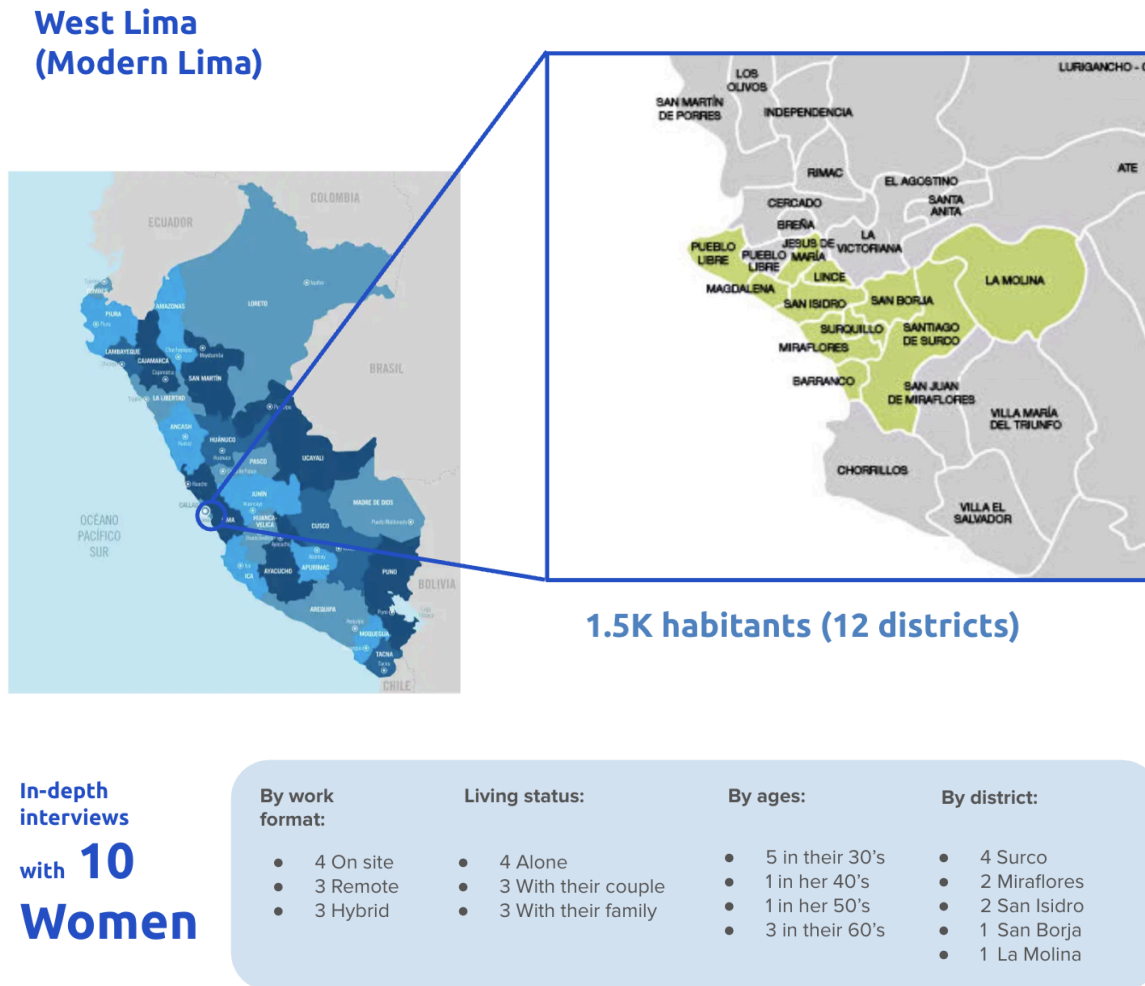 West Lima
(Modern Lima)
COLOMBIA
ECUADOR
LORETO
AMAZONAS
PIURA
LAMBAYEQUE
CAJAMARCA
SAN MARTÍN
BRASIL
LA LIBERTAD
ANCASH
HUÁNUCO
PASCO
UCAYALI
JUNÍN
MADRE DE DIOS
OCÉANO
PACÍFICO
SUR
HUANCA-
VELICA
CUSCO
ICA
AYACUCHO
APURIMAC
PUNO
BOLIVIA
AREQUIPA
MOQUEGUA
TACNA
CHILE
LURIGANCHO - C
LOS
OLIVOS
SAN MARTÍN
DE PORRES
INDEPENDENCIA
RIMAC
EL AGOSTINO
ATE
CERCADO
SANTA
ANITA
BREÑA
LA
VICTORIANA
PUEBLO
LIBRE
PUEBLO
LIBRE
JESUS DE
MARÍA
LINCE
MAGDALENA
LA MOLINA
SAN ISIDRO
SAN BORJA
SURQUILLO
SANTIAGO
DE SURCO
MIRAFLORES
BARRANCO
SAN JUAN
DE MIRAFLORES
VILLA MARÍA
DEL TRIUNFO
CHORRILLOS
VILLA EL
SALVADOR
1.5K habitants (12 districts)
In-depth
interviews
with 10
Women
By work
format:
● 4 On site
● 3 Remote
● 3 Hybrid
Living status:
● 4 Alone
● 3 With their couple
● 3 With their family
By ages:
● 5 in their 30's
● 1 in her 40's
● 1 in her 50's
● 3 in their 60's
By district:
● 4 Surco
● 2 Miraflores
● 2 San Isidro
● 1 San Borja
● 1 La Molina